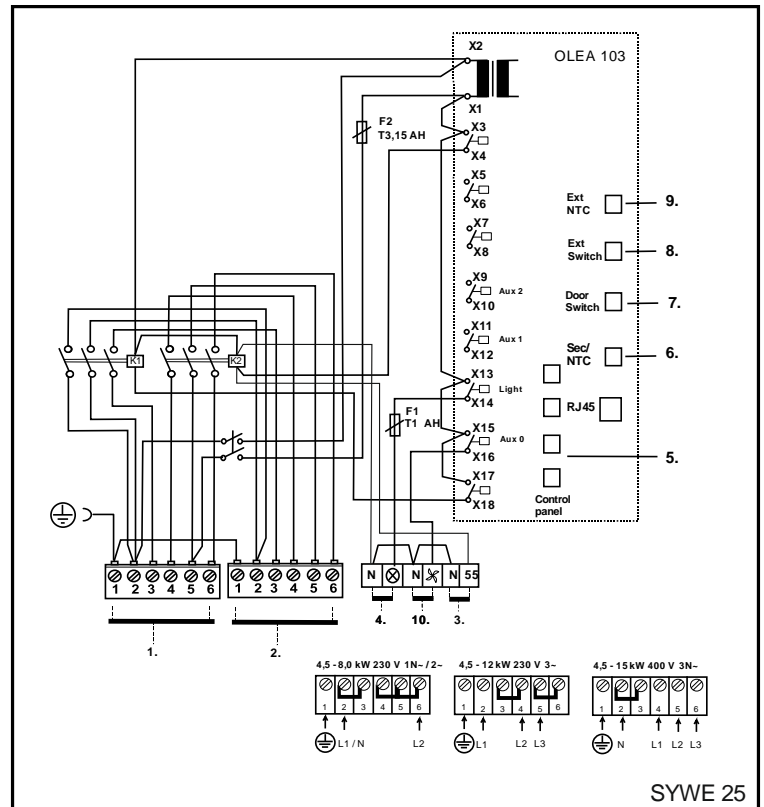 X2
OLEA 103
X1
F2
T3,15 AH
X3
X4
X5
X6
X7
X8
X9
Aux 2
X10
X11
Aux 1
X12
X13
Light
X14
X15
Aux 0
X16
X17
X18
Ext
NTC
9.
Ext
Switch
8.
Door
Switch
7.
Sec/
NTC
6.
RJ45
5.
Control
panel
K1
K2
F1
T1 AH
1 2 3 4 5 6
1 2 3 4 5 6
N N N 55
1.
2.
4.
10.
3.
4,5 - 8,0 kW 230 V 1N~ / 2~
1 2 3 4 5 6
L1 / N L2
4,5 - 12 kW 230 V 3~
1 2 3 4 5 6
L1 L2 L3
4,5 - 15 kW 400 V 3N~
1 2 3 4 5 6
N L1 L2 L3
SYWE 25